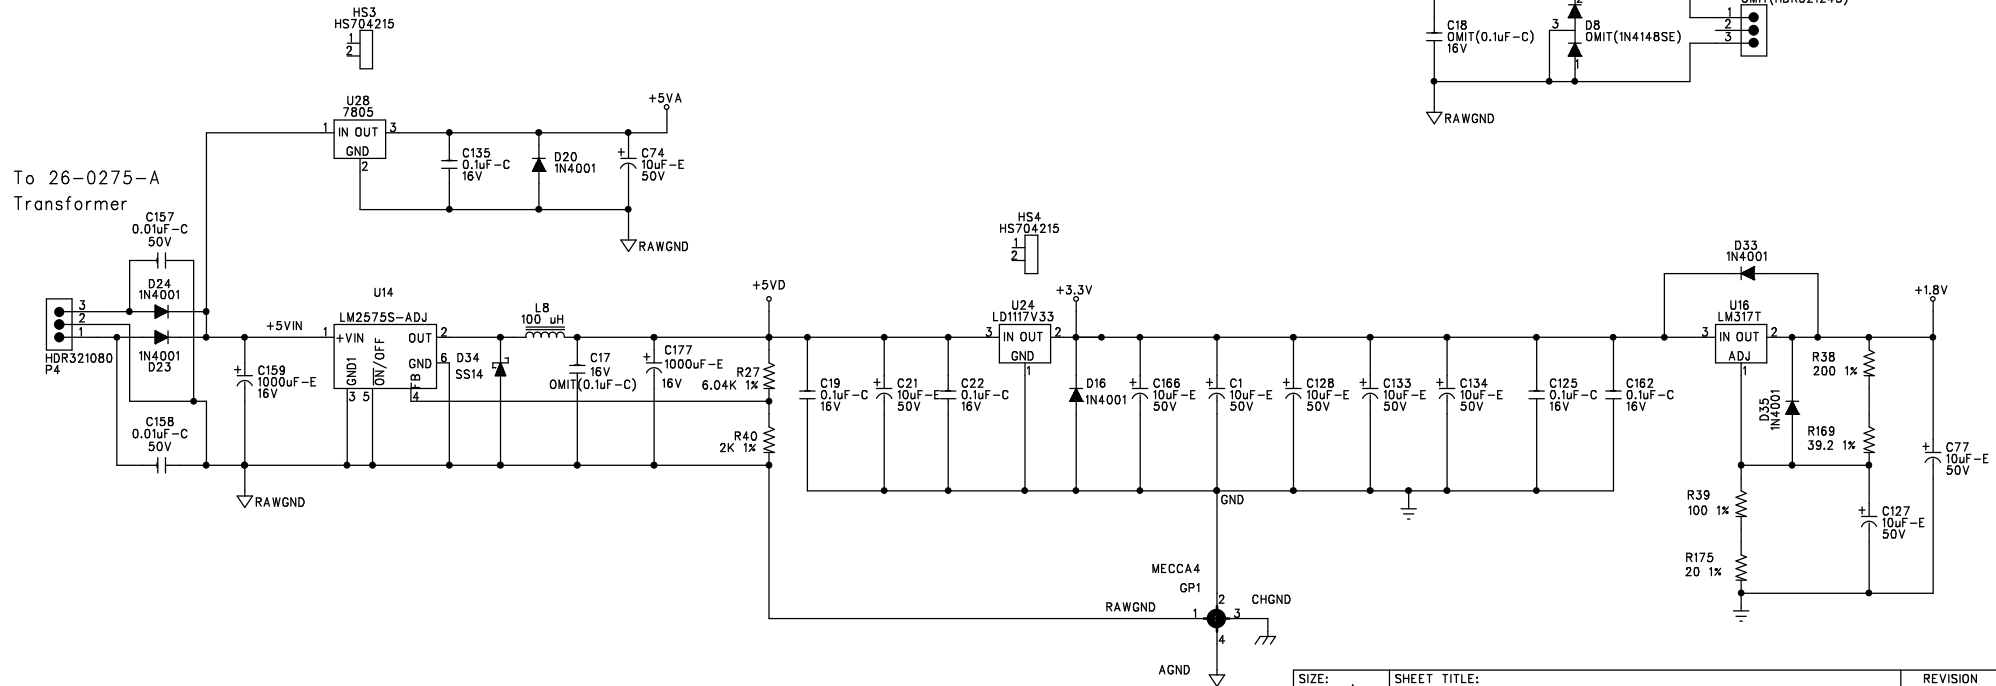 HS3
HS704215
1
2
OMIT(HDR321243)
C18
OMIT(0.1uF-C)
16V
2
3
D8
OMIT(1N4148SE)
1
1
2
3
RAWGND
U28
7805
1
IN OUT
3
GND
2
+5VA
C135
0.1uF-C
16V
D20
1N4001
+
C74
10uF-E
50V
RAWGND
To 26-0275-A
Transformer
C157
0.01uF-C
50V
D24
1N4001
3
2
1
HDR321080
P4
1N4001
D23
+5VIN
+
C159
1000uF-E
16V
C158
0.01uF-C
50V
RAWGND
U14
LM2575S-ADJ
1
+VIN
OUT
2
GND
6
GND1
ON/OFF
FB
3
5
4
D34
SS14
L8
100 uH
C17
16V
OMIT(0.1uF-C)
+
C177
1000uF-E
16V
+5VD
R27
6.04K 1%
R40
2K 1%
HS4
HS704215
1
2
U24
LD1117V33
3
IN OUT
2
GND
1
+3.3V
C19
0.1uF-C
16V
+
C21
10uF-E
50V
C22
0.1uF-C
16V
D16
1N4001
+
C166
10uF-E
50V
+
C1
10uF-E
50V
+
C128
10uF-E
50V
+
C133
10uF-E
50V
+
C134
10uF-E
50V
C125
0.1uF-C
16V
C162
0.1uF-C
16V
GND
D33
1N4001
U16
LM317T
3
IN OUT
2
ADJ
1
+1.8V
R38
200 1%
D35
1N4001
R169
39.2 1%
+
C77
10uF-E
50V
R39
100 1%
+
C127
10uF-E
50V
R175
20 1%
MECCA4
GP1
RAWGND
1
2
3
4
CHGND
AGND
SIZE:
SHEET TITLE:
REVISION